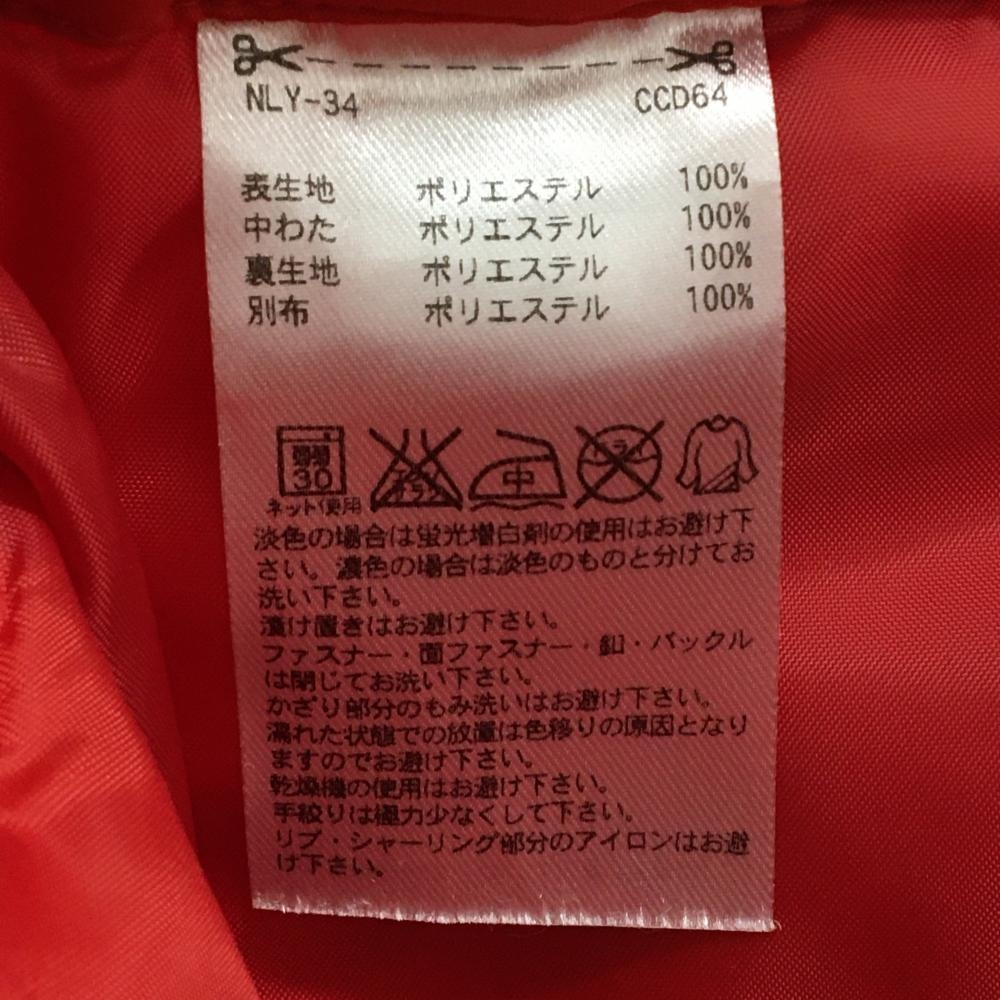 NLY-34 CCD64
表生地 ポリエステル 100%
中わた ポリエステル 100%
裏生地 ポリエステル 100%
別布 ポリエステル 100%
弱 30 エンソサラシ 中 ドライ
ネット使用
淡色の場合は蛍光増白剤の使用はお避け下
さい。濃色の場合は淡色のものと分けてお
洗い下さい。
漬け置きはお避け下さい。
ファスナー・面ファスナー・釦・バックル
は閉じてお洗い下さい。
かざり部分のもみ洗いはお避け下さい。
濡れた状態での放置は色移りの原因となり
ますのでお避け下さい。
乾燥機の使用はお避け下さい。
手絞りは極力少なくして下さい。
リブ・シャーリング部分のアイロンはお避
け下さい。